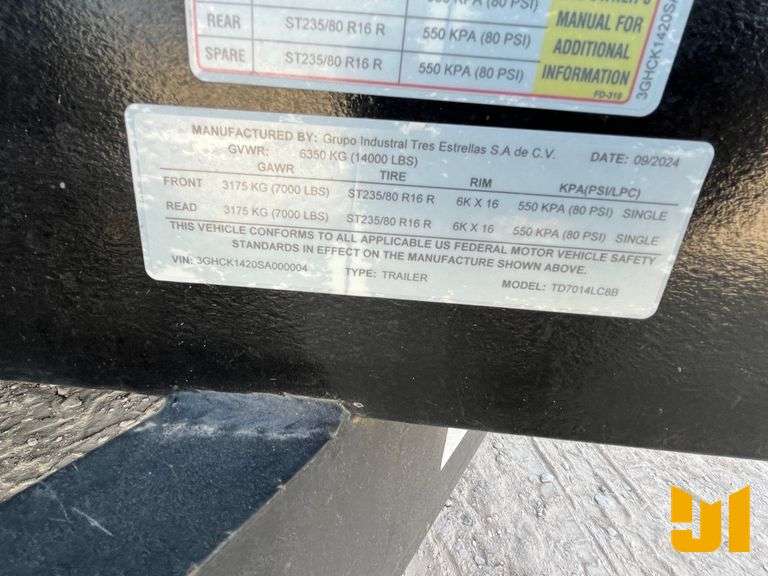 REAR ST235/80 R16 R 550 KPA (80 PSI)
SPARE ST235/80 R16 R 550 KPA (80 PSI)
MANUAL FOR
ADDITIONAL
INFORMATION
FD-316
3GHCK1420SA
MANUFACTURED BY: Grupo Industral Tres Estrellas S.A de C.V. DATE: 09/2024
GVWR: 6350 KG (14000 LBS)
GAWR TIRE RIM KPA(PSI/LPC)
FRONT 3175 KG (7000 LBS) ST235/80 R16 R 6K X 16 550 KPA (80 PSI) SINGLE
READ 3175 KG (7000 LBS) ST235/80 R16 R 6K X 16 550 KPA (80 PSI) SINGLE
THIS VEHICLE CONFORMS TO ALL APPLICABLE US FEDERAL MOTOR VEHICLE SAFETY
STANDARDS IN EFFECT ON THE MANUFACTURE SHOWN ABOVE.
VIN: 3GHCK1420SA000004 TYPE: TRAILER MODEL: TD7014LC8B